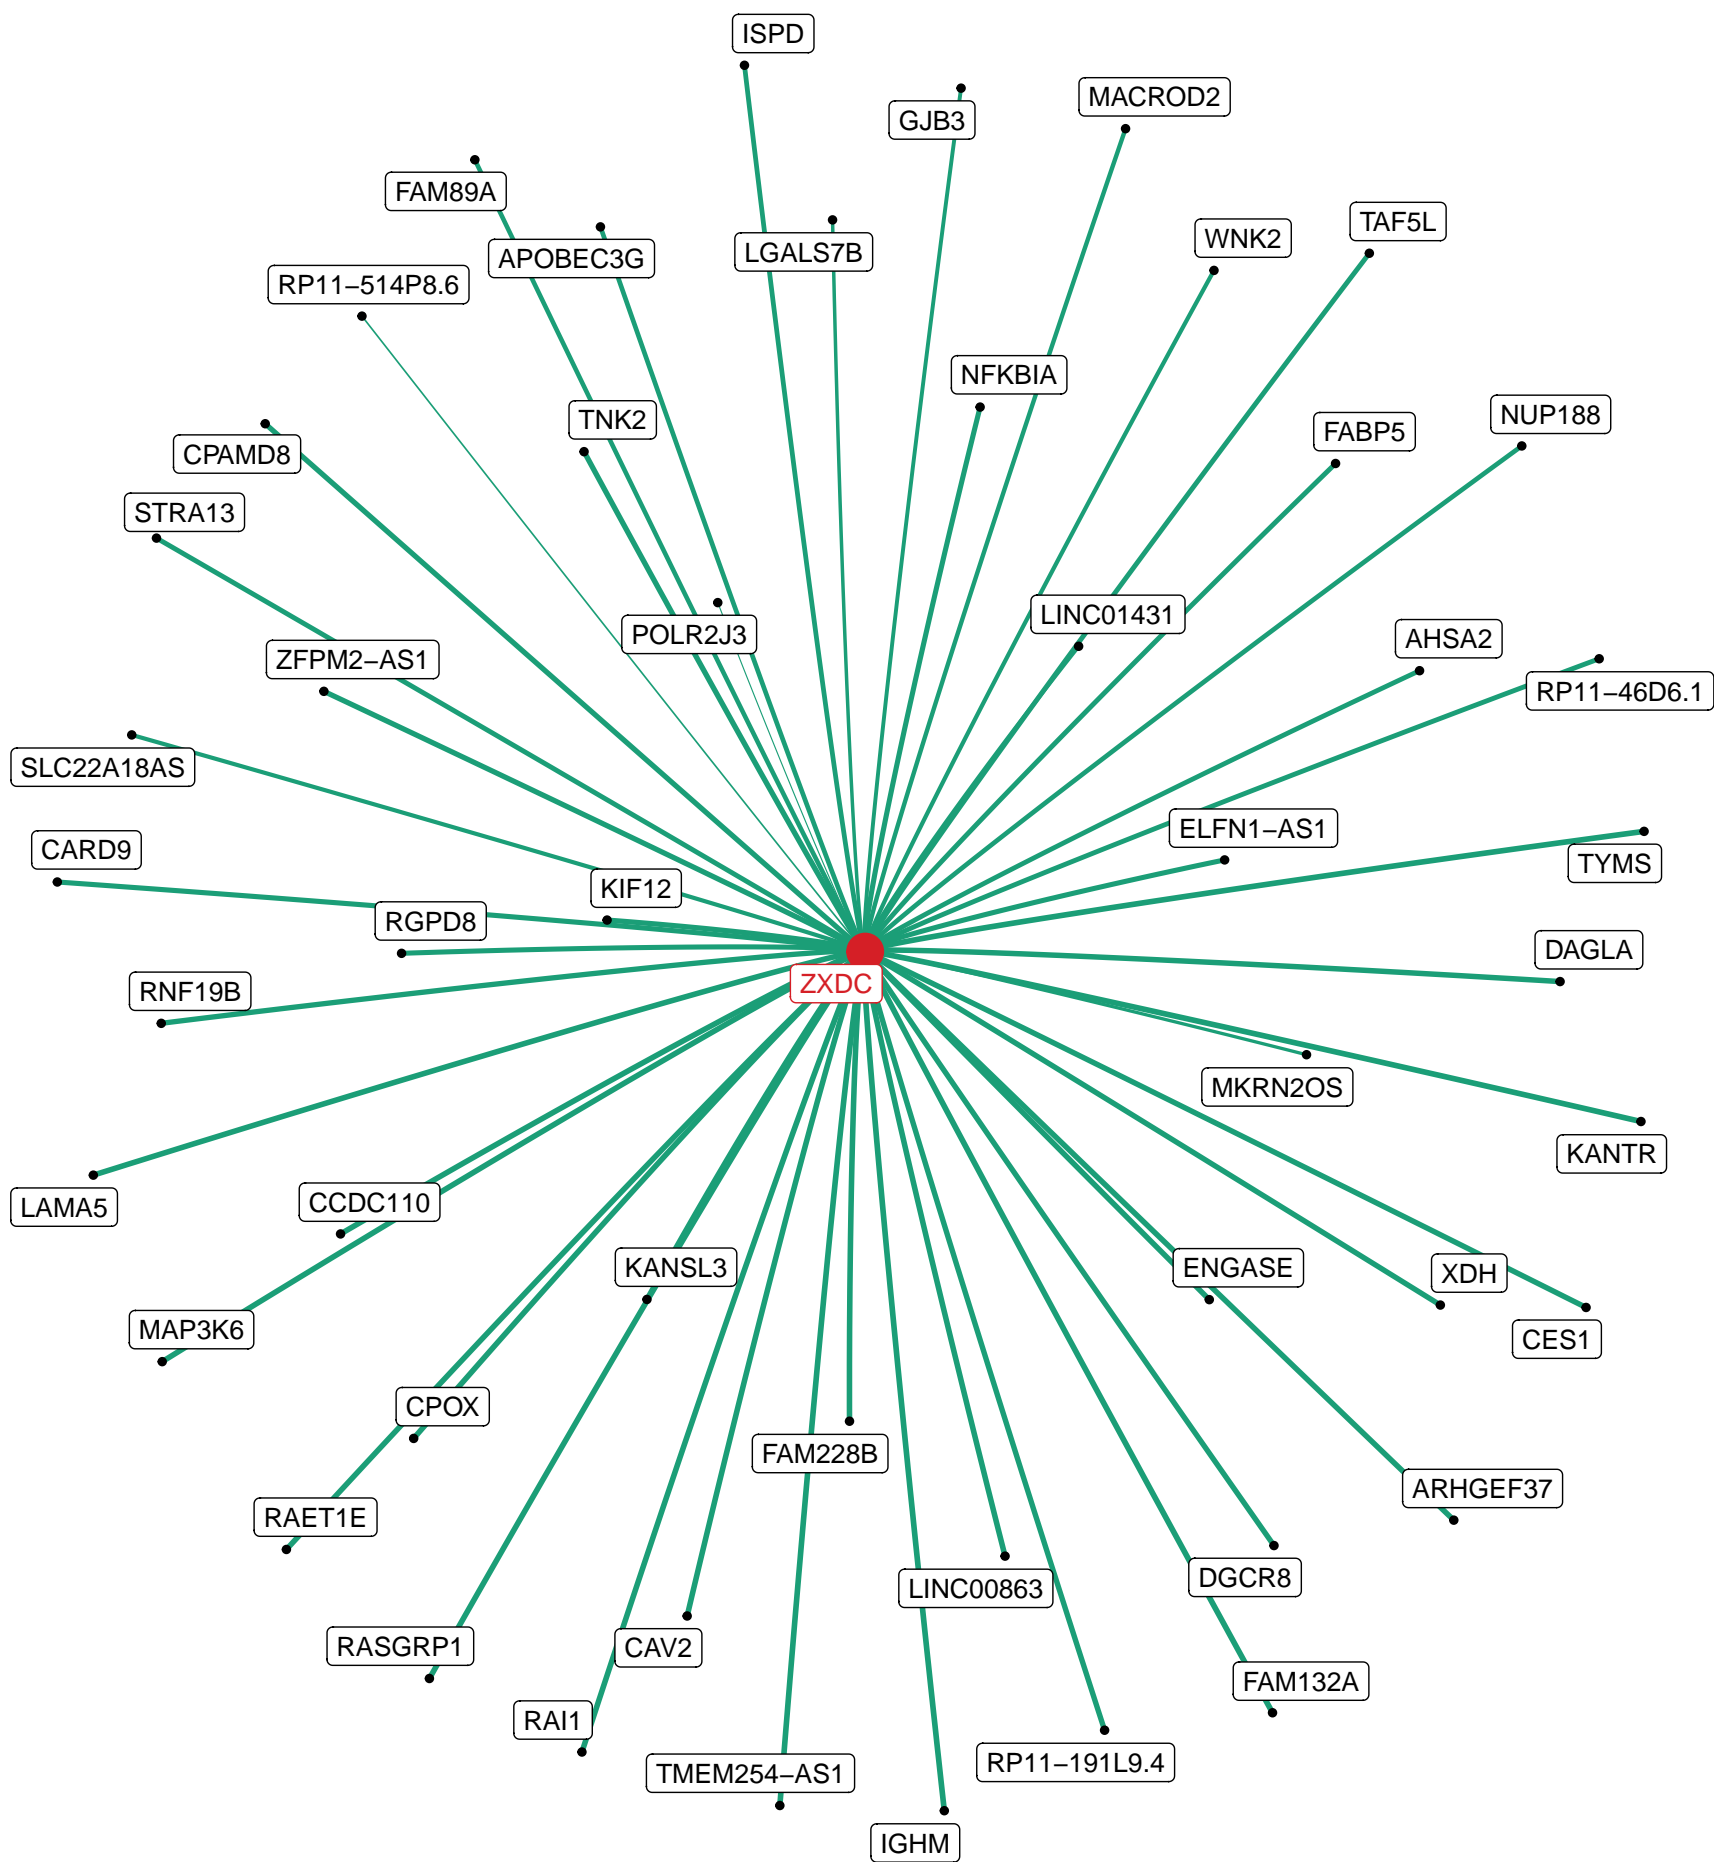 ISPD
MACROD2
GJB3
FAM89A
TAF5L
WNK2
LGALS7B
APOBEC3G
RP11−514P8.6
NFKBIA
NUP188
TNK2
FABP5
CPAMD8
STRA13
LINC01431
POLR2J3
AHSA2
ZFPM2−AS1
RP11−46D6.1
SLC22A18AS
ELFN1−AS1
CARD9
TYMS
KIF12
RGPD8
DAGLA
ZXDC
RNF19B
MKRN2OS
KANTR
CCDC110
LAMA5
KANSL3
ENGASE
XDH
MAP3K6
CES1
CPOX
FAM228B
ARHGEF37
RAET1E
DGCR8
LINC00863
RASGRP1
CAV2
FAM132A
RAI1
RP11−191L9.4
TMEM254−AS1
IGHM